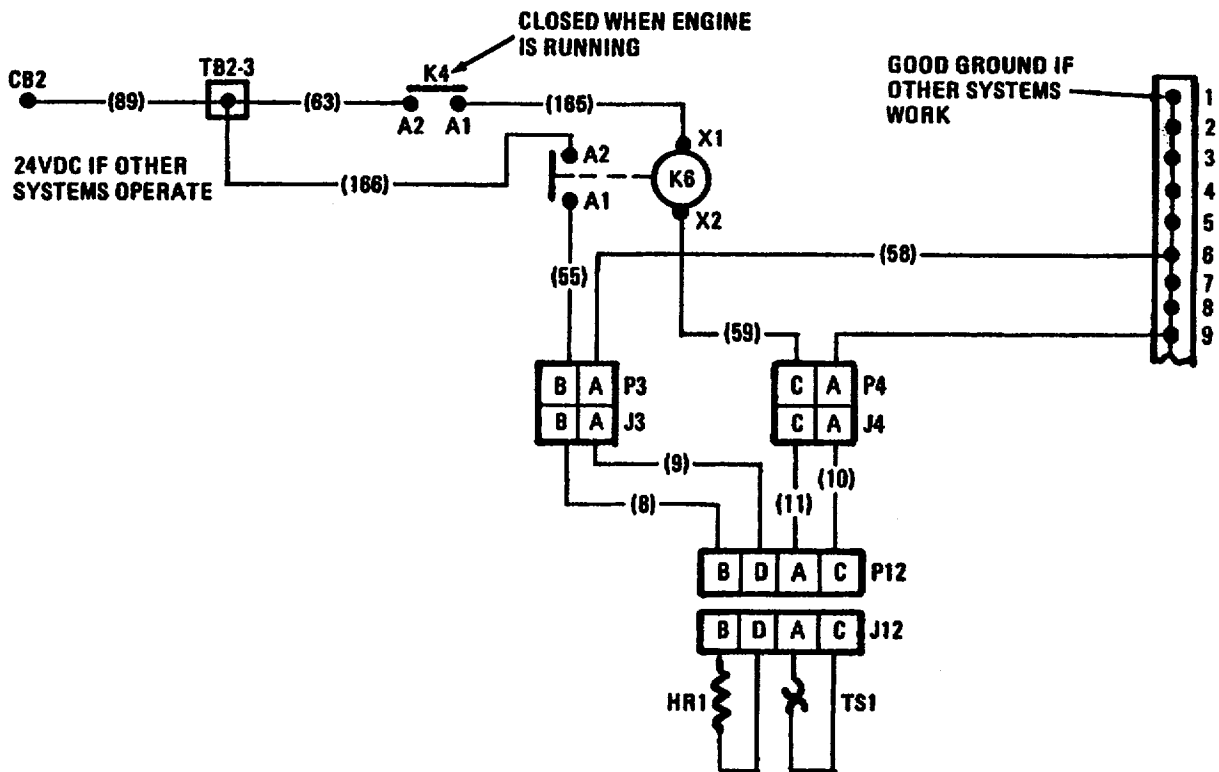 CLOSED WHEN ENGINE
IS RUNNING
GOOD GROUND IF
OTHER SYSTEMS
WORK
CB2
TB2-3
K4
(89)
(63)
A2
A1
(165)
1
2
3
4
5
6
7
8
9
24VDC IF OTHER
SYSTEMS OPERATE
(166)
A2
A1
X1
K6
X2
(55)
(58)
(59)
B
A
P3
B
A
J3
C
A
P4
C
A
J4
(9)
(8)
(11)
(10)
B
D
A
C
P12
B
D
A
C
J12
HR1
TS1